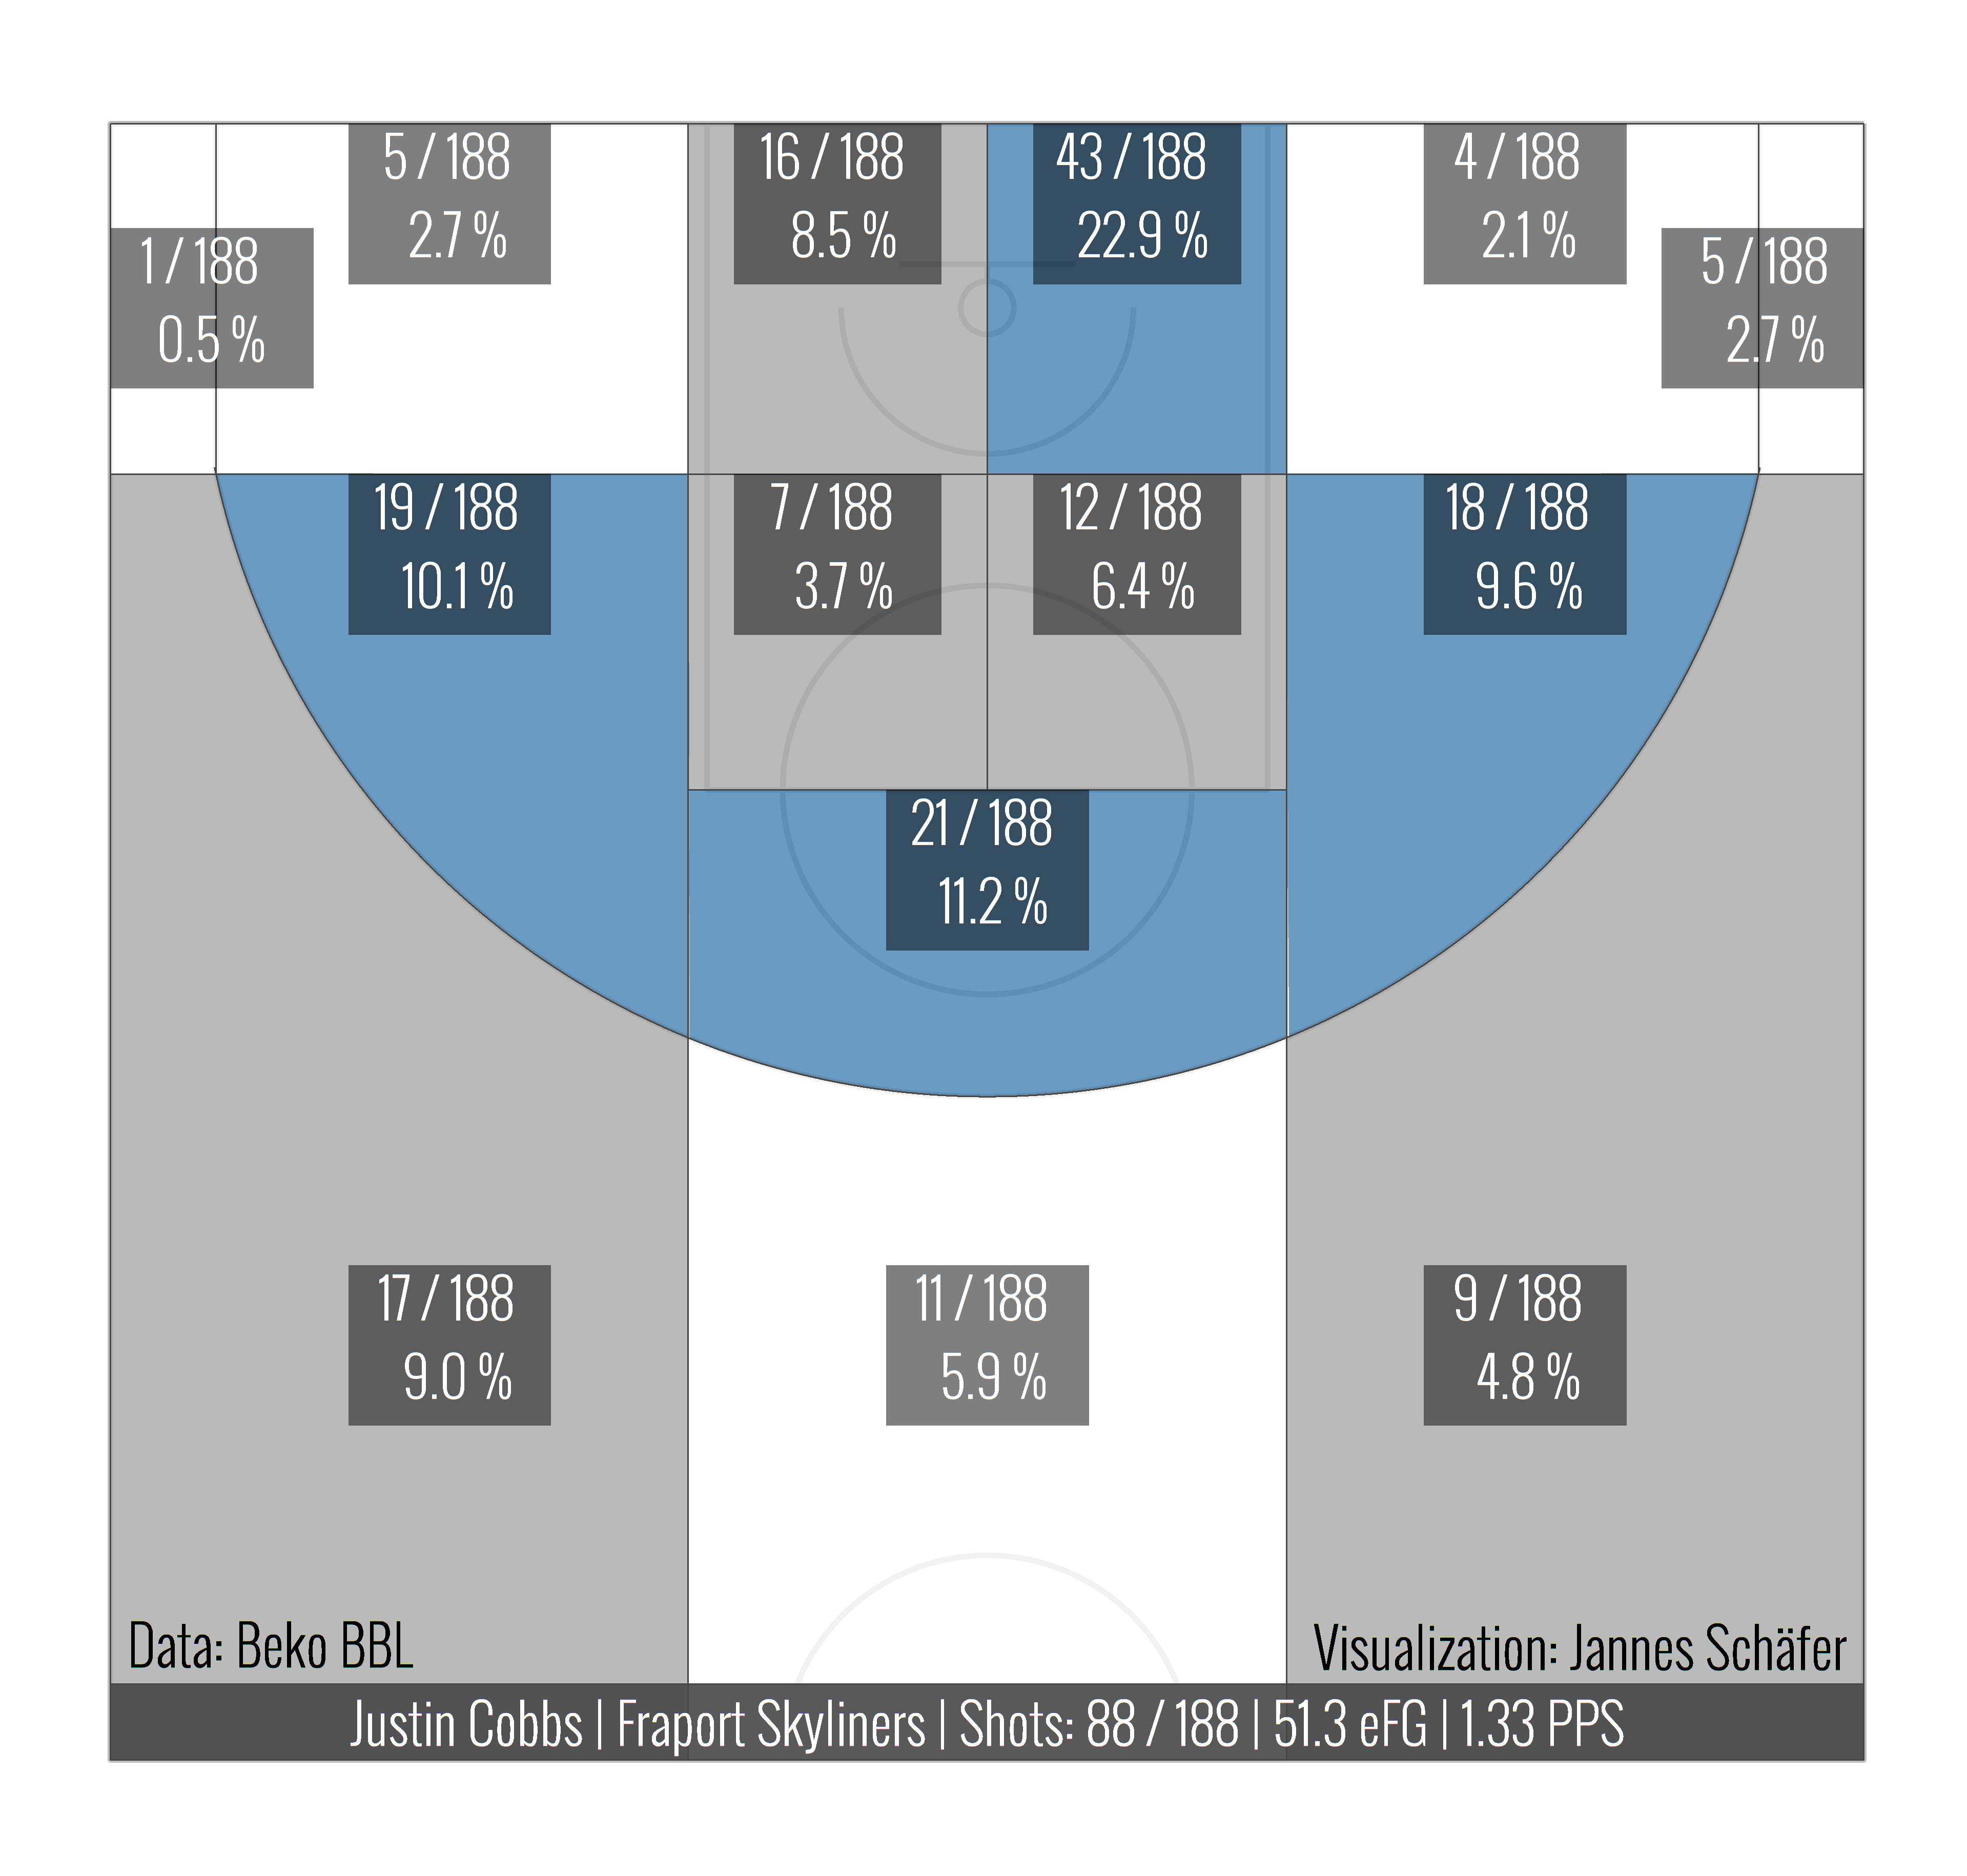 5 / 188
2.7 %
16 / 188
8.5 %
43 / 188
22.9 %
4 / 188
2.1 %
1 / 188
0.5 %
5 / 188
2.7 %
19 / 188
10.1 %
7 / 188
3.7 %
12 / 188
6.4 %
18 / 188
9.6 %
21 / 188
11.2 %
17 / 188
9.0 %
11 / 188
5.9 %
9 / 188
4.8 %
Data: Beko BBL
Visualization: Jannes Schäfer
Justin Cobbs | Fraport Skyliners | Shots: 88 / 188 | 51.3 eFG | 1.33 PPS